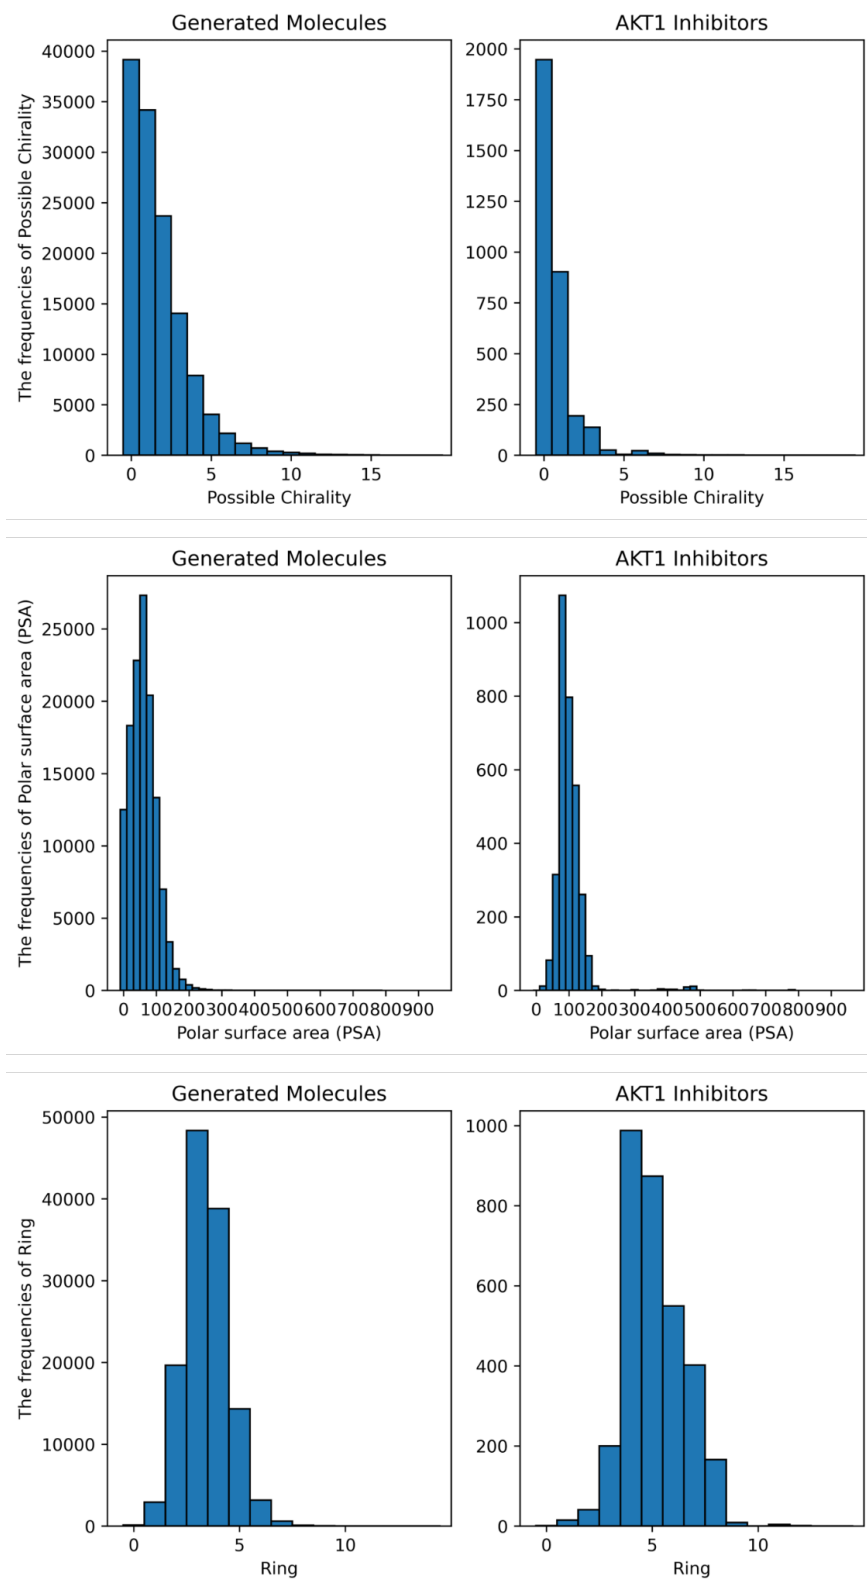 Generated Molecules
The frequencies of Possible Chirality
40000
35000
30000
25000
20000
15000
10000
5000
0
0 5 10 15
Possible Chirality
AKT1 Inhibitors
2000
1750
1500
1250
1000
750
500
250
0
0 5 10 15
Possible Chirality
Generated Molecules
The frequencies of Polar surface area (PSA)
25000
20000
15000
10000
5000
0
0 100200300400500600700800900
Polar surface area (PSA)
AKT1 Inhibitors
1000
800
600
400
200
0
0 100200300400500600700800900
Polar surface area (PSA)
Generated Molecules
The frequencies of Ring
50000
40000
30000
20000
10000
0
0 5 10
Ring
AKT1 Inhibitors
1000
800
600
400
200
0
0 5 10
Ring